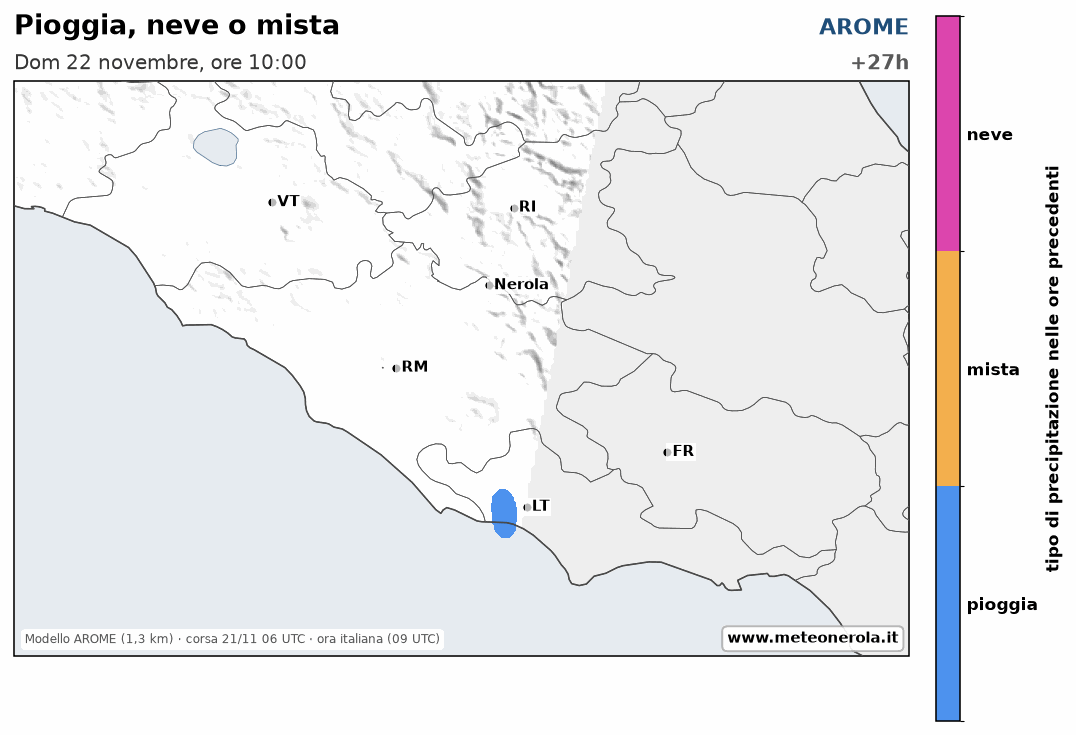 Pioggia, neve o mista
AROME
Dom 22 novembre, ore 10:00
+27h
VT
RI
Nerola
RM
FR
LT
Modello AROME (1,3 km) · corsa 21/11 06 UTC · ora italiana (09 UTC)
www.meteonerola.it
neve
mista
pioggia
tipo di precipitazione nelle ore precedenti